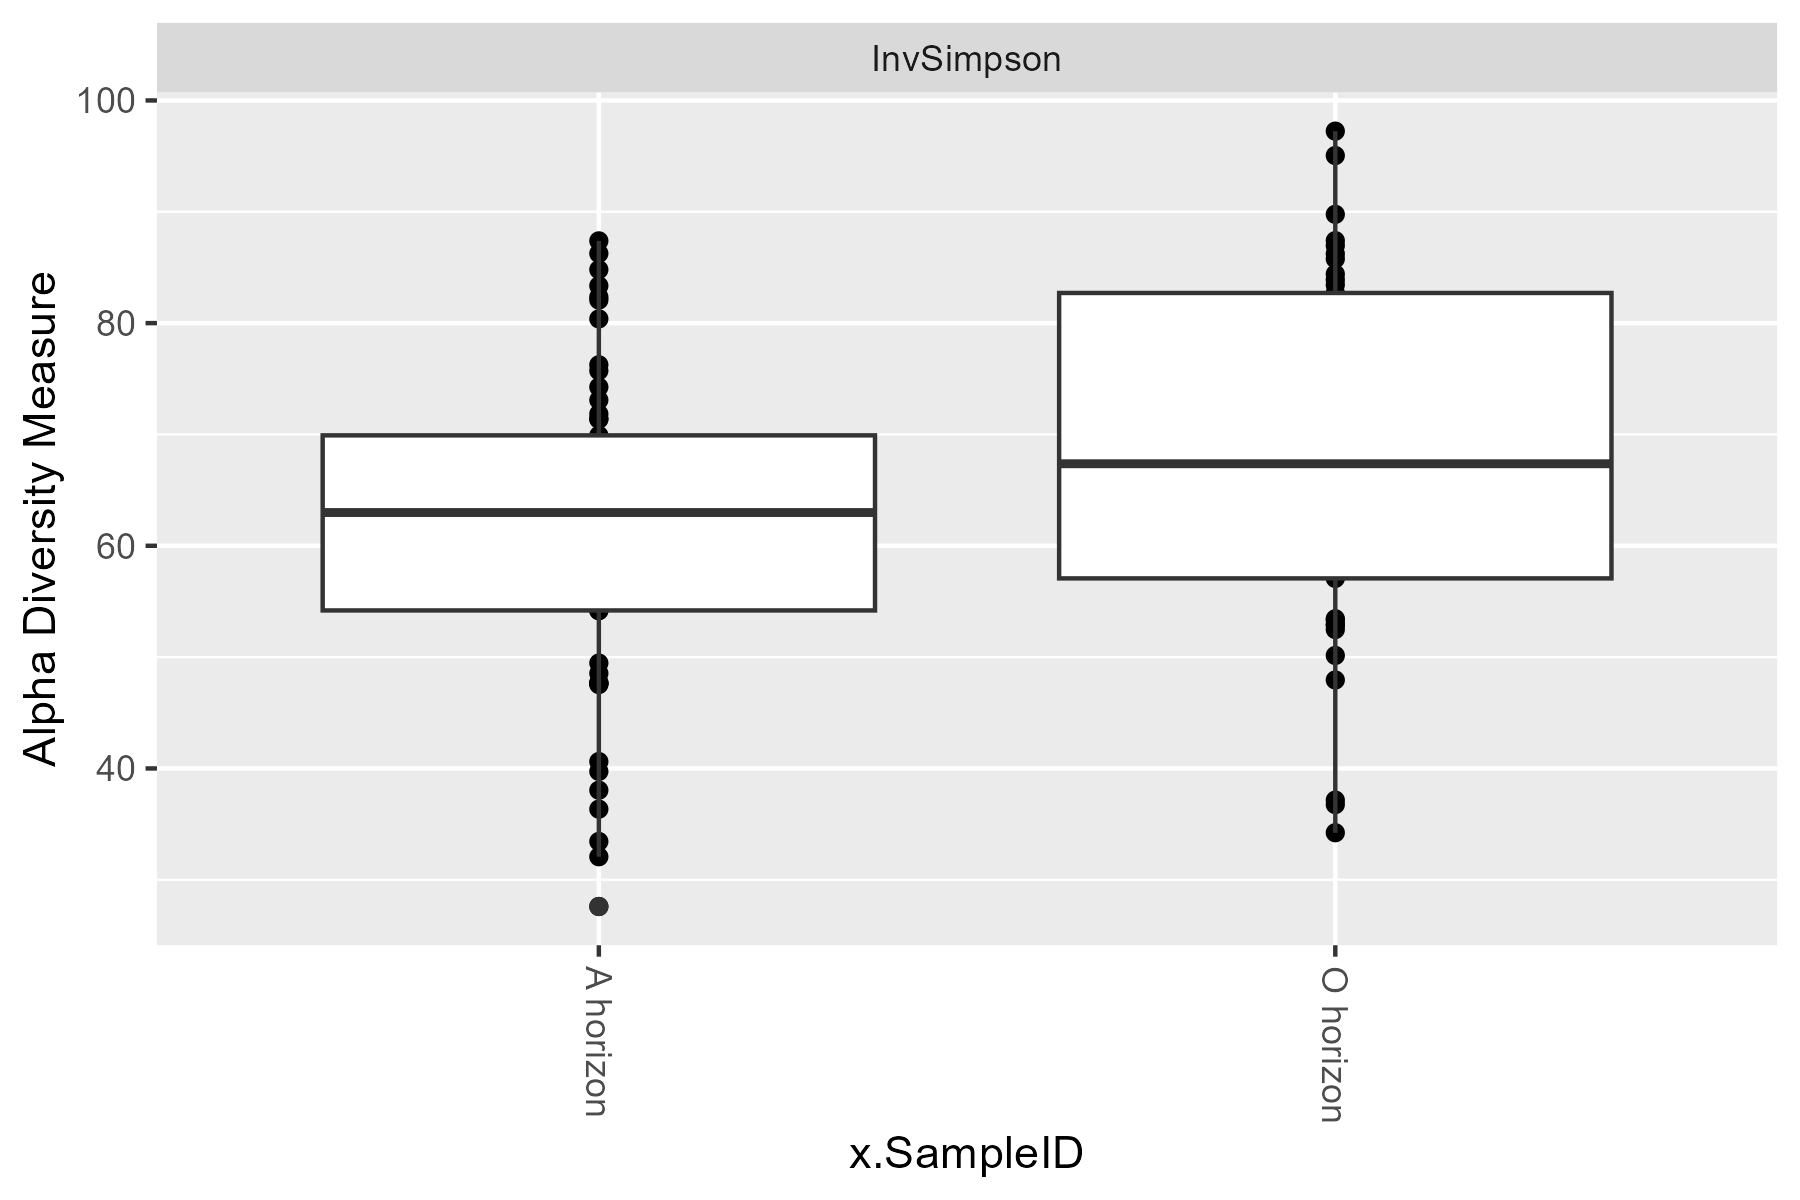 InvSimpson
100
80
60
40
Alpha Diversity Measure
A horizon
O horizon
x.SampleID